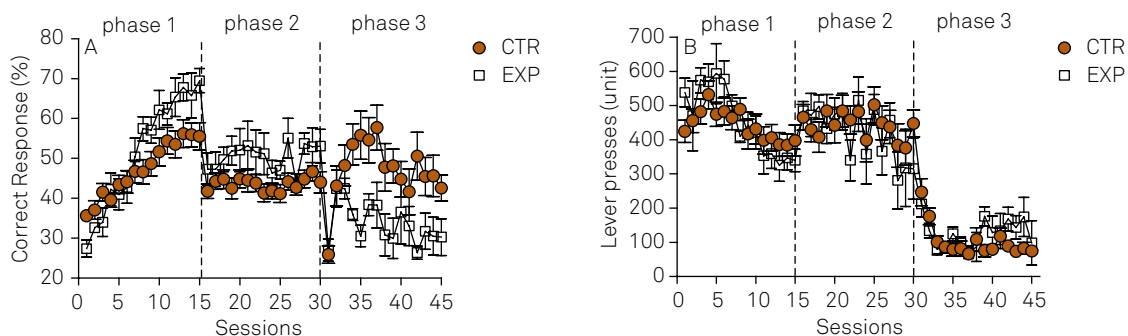 phase 1 phase 2 phase 3
A
Correct Response (%)
80
70
60
50
40
30
20
0 5 10 15 20 25 30 35 40 45
Sessions
CTR
EXP
phase 1 phase 2 phase 3
B
Lever presses (unit)
700
600
500
400
300
200
100
0
0 5 10 15 20 25 30 35 40 45
Sessions
CTR
EXP